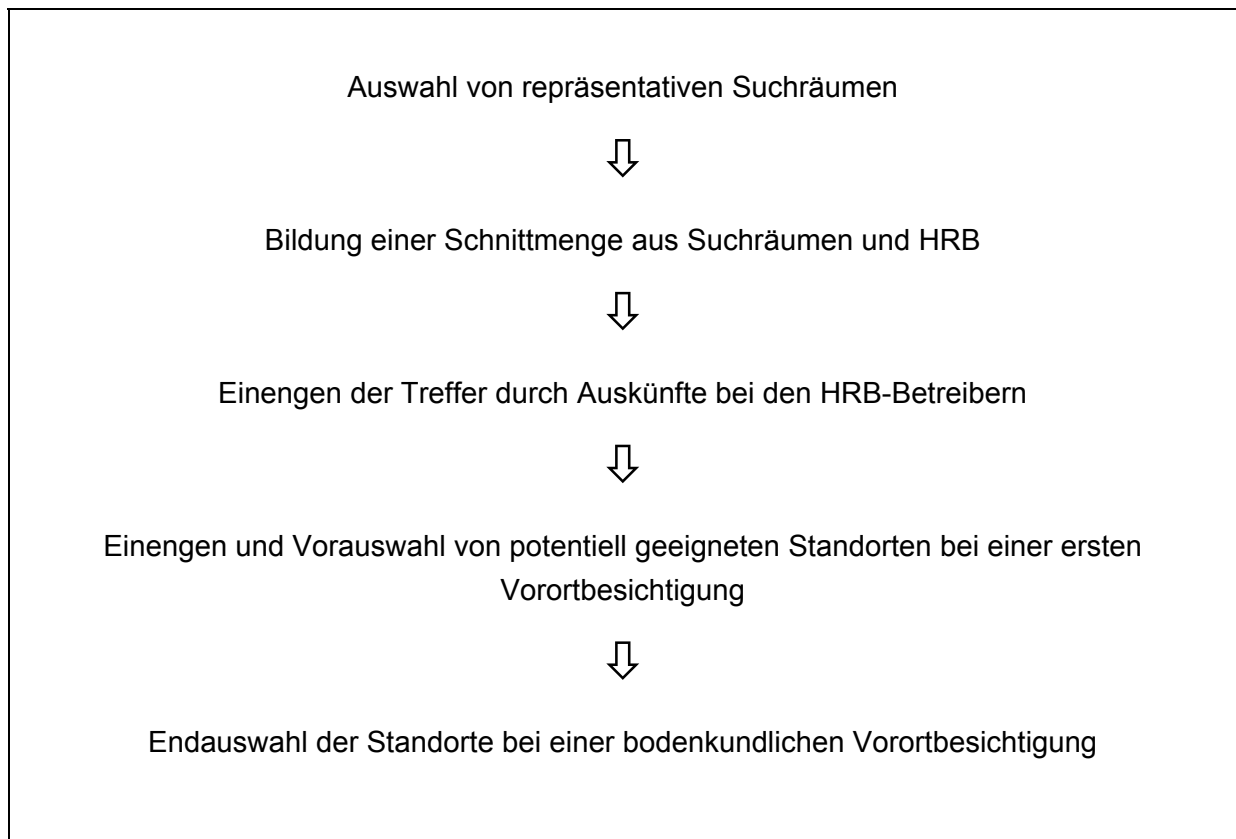 Auswahl von repräsentativen Suchräumen
⇩
Bildung einer Schnittmenge aus Suchräumen und HRB
⇩
Einengen der Treffer durch Auskünfte bei den HRB-Betreibern
⇩
Einengen und Vorauswahl von potentiell geeigneten Standorten bei einer ersten
Vorortbesichtigung
⇩
Endauswahl der Standorte bei einer bodenkundlichen Vorortbesichtigung